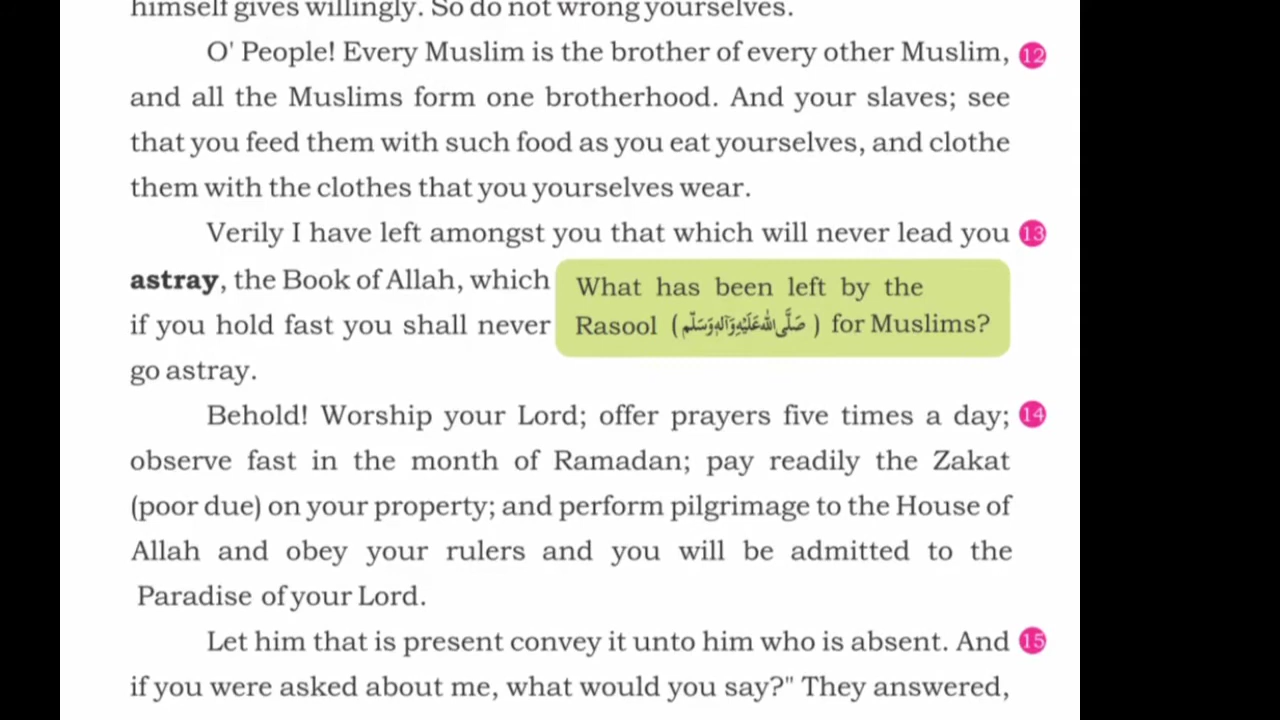 himself gives willingly. So do not wrong yourselves.
O' People! Every Muslim is the brother of every other Muslim, 12
and all the Muslims form one brotherhood. And your slaves; see
that you feed them with such food as you eat yourselves, and clothe
them with the clothes that you yourselves wear.
Verily I have left amongst you that which will never lead you 13
astray, the Book of Allah, which
if you hold fast you shall never
go astray.
What has been left by the
Rasool (صَلَّى اللهُ عَلَيْهِ وَآلِهٖ وَسَلَّم) for Muslims?
Behold! Worship your Lord; offer prayers five times a day; 14
observe fast in the month of Ramadan; pay readily the Zakat
(poor due) on your property; and perform pilgrimage to the House of
Allah and obey your rulers and you will be admitted to the
Paradise of your Lord.
Let him that is present convey it unto him who is absent. And 15
if you were asked about me, what would you say?" They answered,